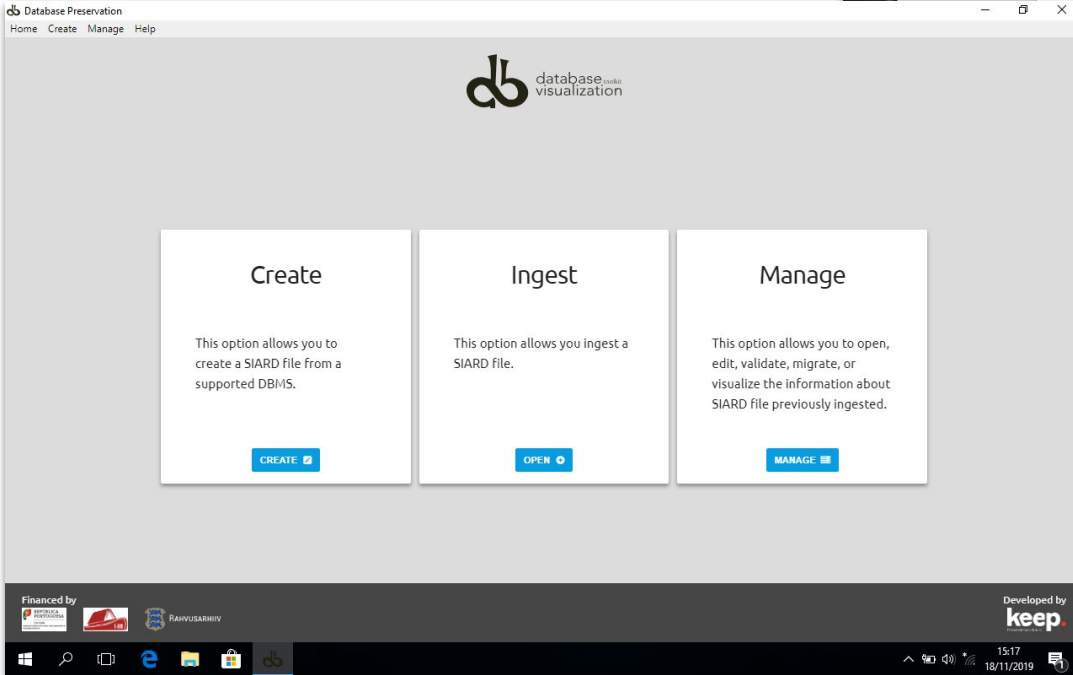 Database Preservation
Home Create Manage Help
database toolkit
visualization
Create
This option allows you to
create a SIARD file from a
supported DBMS.
CREATE
Ingest
This option allows you ingest a
SIARD file.
OPEN
Manage
This option allows you to open,
edit, validate, migrate, or
visualize the information about
SIARD file previously ingested.
MANAGE
Financed by
REPÚBLICA
PORTUGUESA
RAHVUSARHIIV
Developed by
keep.
15:17
18/11/2019
1